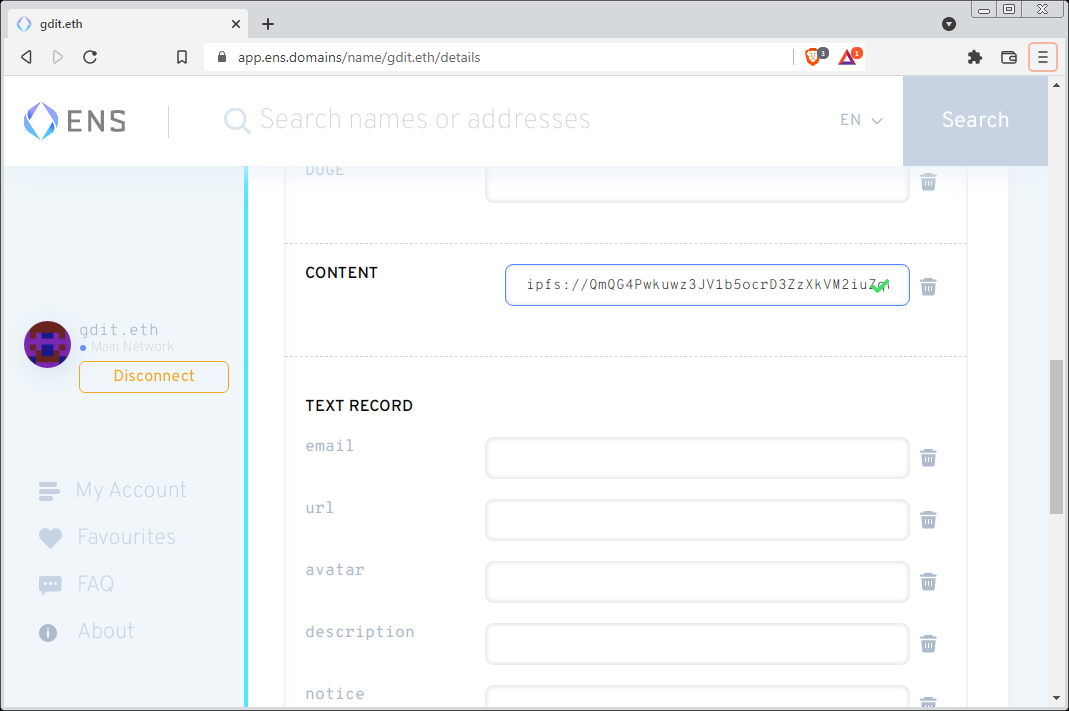 gdit.eth
app.ens.domains/name/gdit.eth/details
3
1
ENS
Search names or addresses
EN
Search
DOGE
CONTENT
ipfs://QmQG4Pwkuwz3JV1b5ocrD3ZzXkVM2iuZq
gdit.eth
Main Network
Disconnect
TEXT RECORD
email
My Account
url
Favourites
avatar
FAQ
description
About
notice